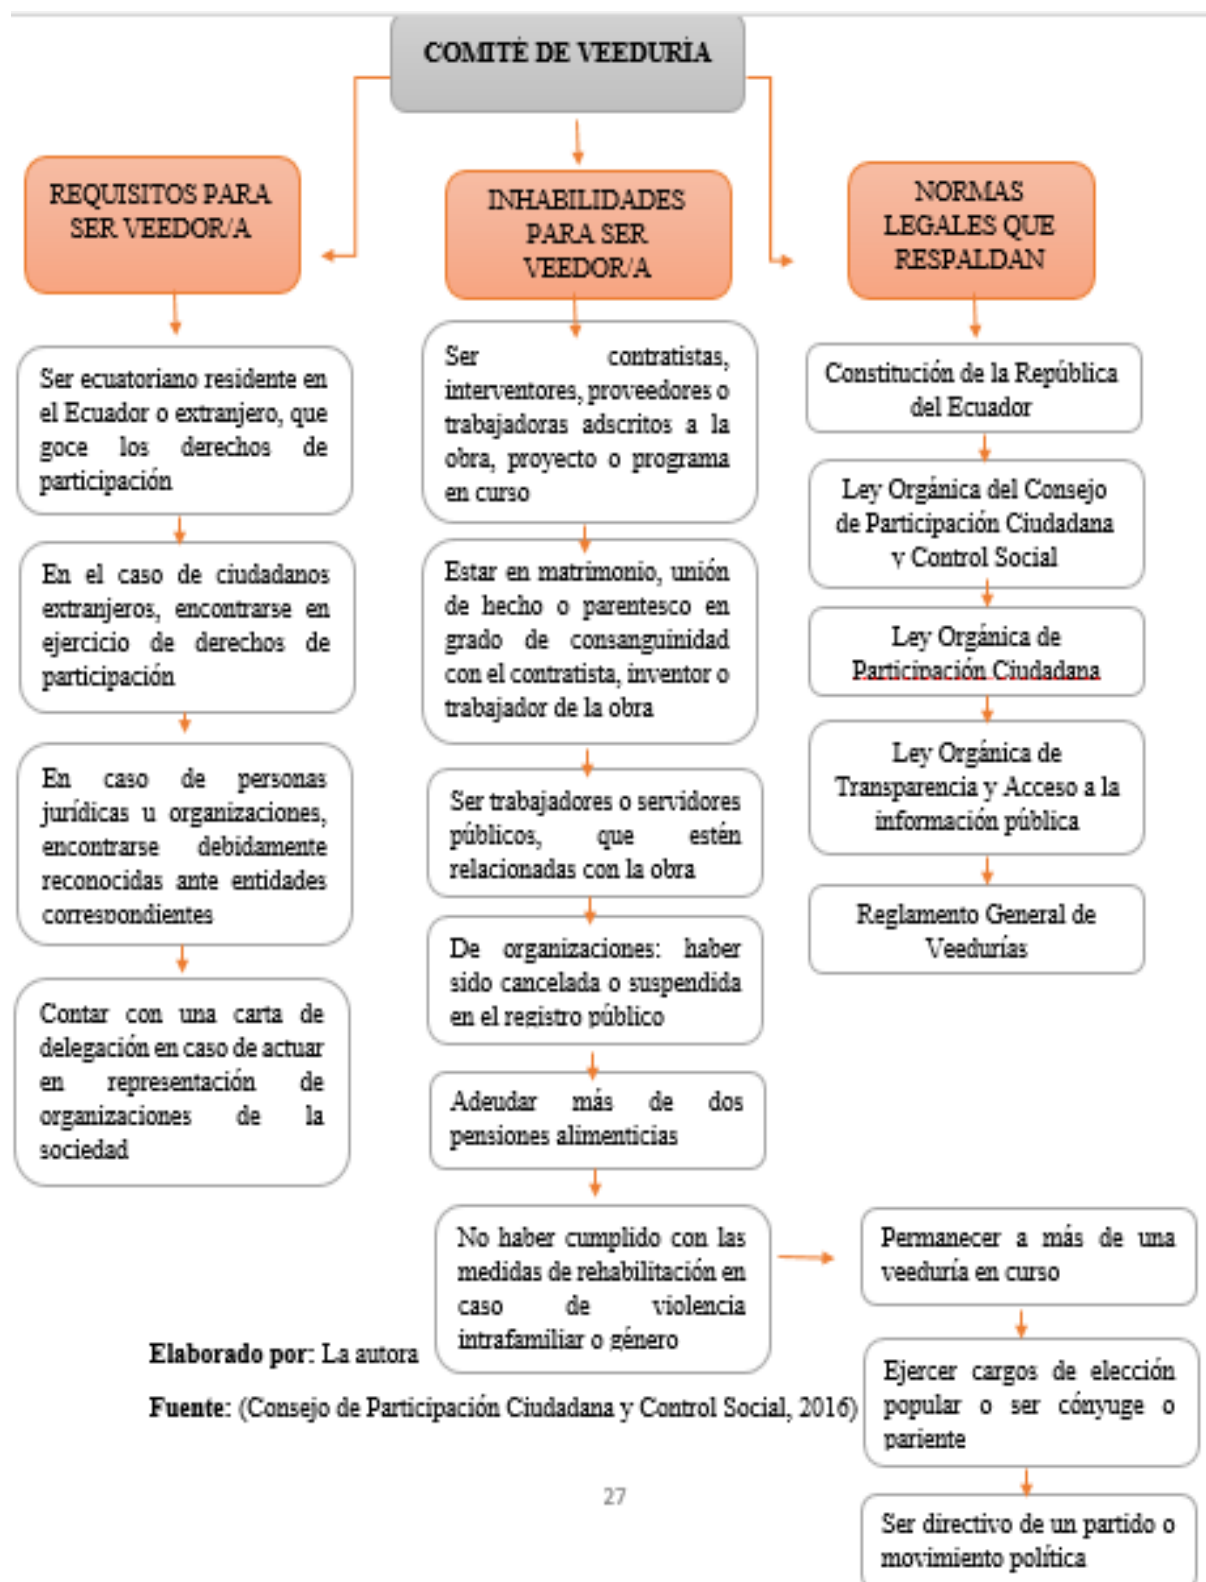 COMITÉ DE VEEDURÍA
REQUISITOS PARA
SER VEEDOR/A
Ser ecuatoriano residente en
el Ecuador o extranjero, que
goce los derechos de
participación
En el caso de ciudadanos
extranjeros, encontrarse en
ejercicio de derechos de
participación
En caso de personas
jurídicas u organizaciones,
encontrarse debidamente
reconocidas ante entidades
correspondientes
Contar con una carta de
delegación en caso de actuar
en representación de
organizaciones de la
sociedad
INHABILIDADES
PARA SER
VEEDOR/A
Ser contratistas,
interventores, proveedores o
trabajadoras adscritos a la
obra, proyecto o programa
en curso
Estar en matrimonio, unión
de hecho o parentesco en
grado de consanguinidad
con el contratista, inventor o
trabajador de la obra
Ser trabajadores o servidores
públicos, que estén
relacionadas con la obra
De organizaciones: haber
sido cancelada o suspendida
en el registro público
Adeudar más de dos
pensiones alimenticias
No haber cumplido con las
medidas de rehabilitación en
caso de violencia
intrafamiliar o género
Permanecer a más de una
veeduría en curso
Ejercer cargos de elección
popular o ser cónyuge o
pariente
Ser directivo de un partido o
movimiento política
NORMAS
LEGALES QUE
RESPALDAN
Constitución de la República
del Ecuador
Ley Orgánica del Consejo
de Participación Ciudadana
y Control Social
Ley Orgánica de
Participación Ciudadana
Ley Orgánica de
Transparencia y Acceso a la
información pública
Reglamento General de
Veedurías
Elaborado por: La autora
Fuente: (Consejo de Participación Ciudadana y Control Social, 2016)
27